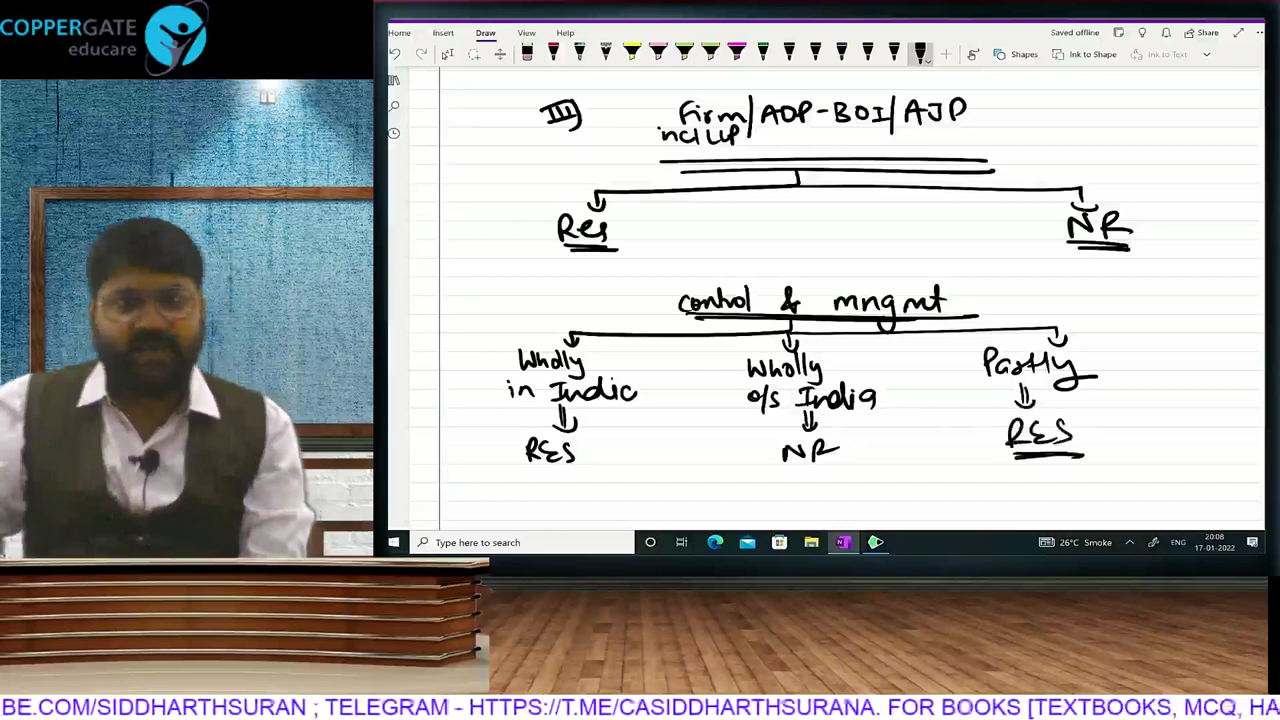 COPPERGATE
educare
Home Insert Draw View Help
Saved offline
Share
Shapes
Ink to Shape
Ink to Text
III) Firm/AOP-BOI/AJP
incl LLP
Res NR
control & mngmt
Wholly
in India
RES
Wholly
o/s India
NR
Partly
RES
Type here to search
26°C Smoke
ENG
20:08
17-01-2022
BE.COM/SIDDHARTHSURAN ; TELEGRAM - HTTPS://T.ME/CASIDDHARTHSURANA. FOR BOOKS [TEXTBOOKS, MCQ, HA